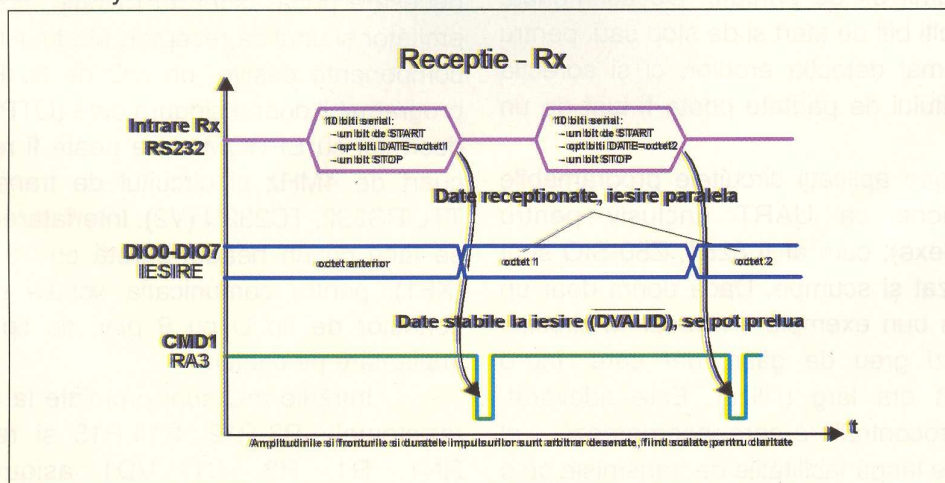 Receptie - Rx
Intrare Rx
RS232
10 biti serial:
-un bit de START
-opt biti DATE=octet1
-un bit STOP
10 biti serial:
-un bit de START
-opt biti DATE=octet2
-un bit STOP
Date receptionate, iesire paralela
DIO0-DIO7
IESIRE
octet anterior
octet 1
octet 2
Date stabile la iesire (DVALID), se pot prelua
CMD1
RA3
t
Amplitudinile si fronturile si duratele impulsurilor sunt arbitrar desenate, fiind scalate pentru claritate